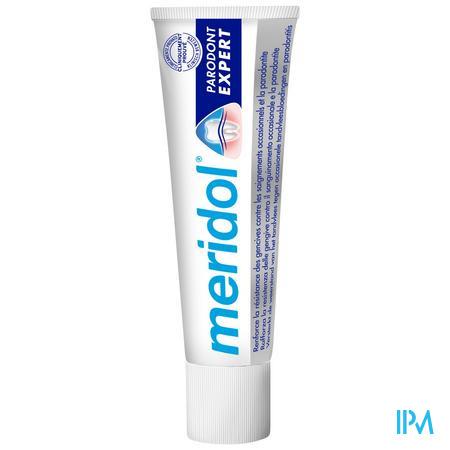 CLINIQUEMENT
PROUVÉ
PARODONT
EXPERT
meridol®
Renforce la résistance des gencives contre les saignements occasionnels et la parodontite
Rafforza la resistenza delle gengive contro il sanguinamento occasionale e la parodontite
Versterkt de weerstand van het tandvlees tegen occasionele tandvleesbloedingen en parodontitis
IPM